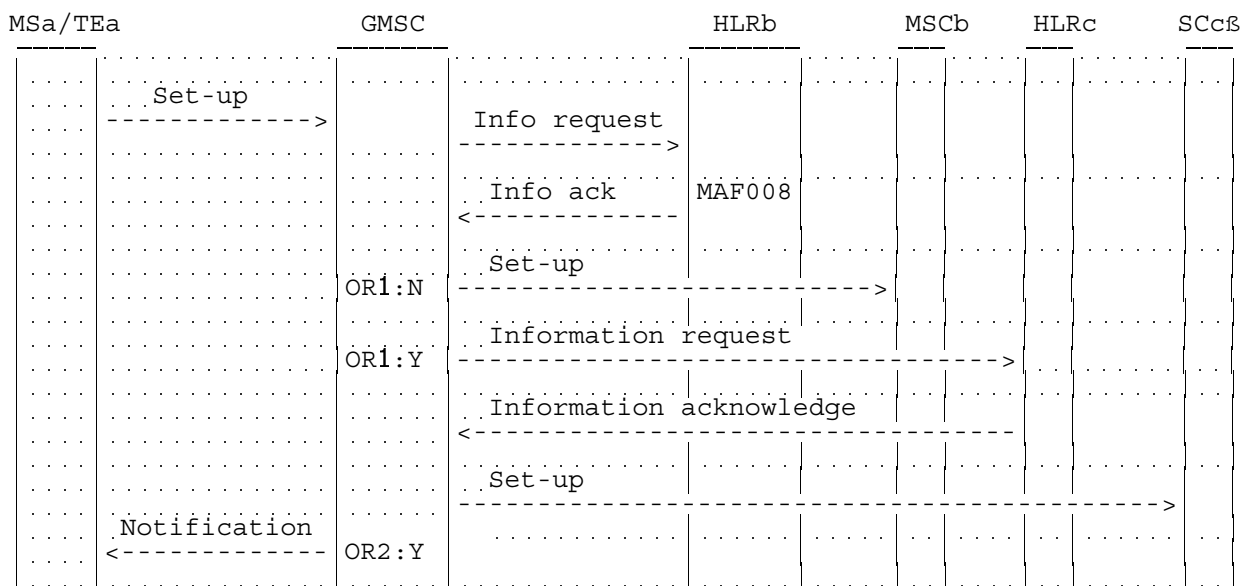 MSa/TEa GMSC HLRb MSCb HLRc SCcß
Set-up
Info request
Info ack MAF008
Set-up
OR1:N
Information request
OR1:Y
Information acknowledge
Set-up
Notification
OR2:Y